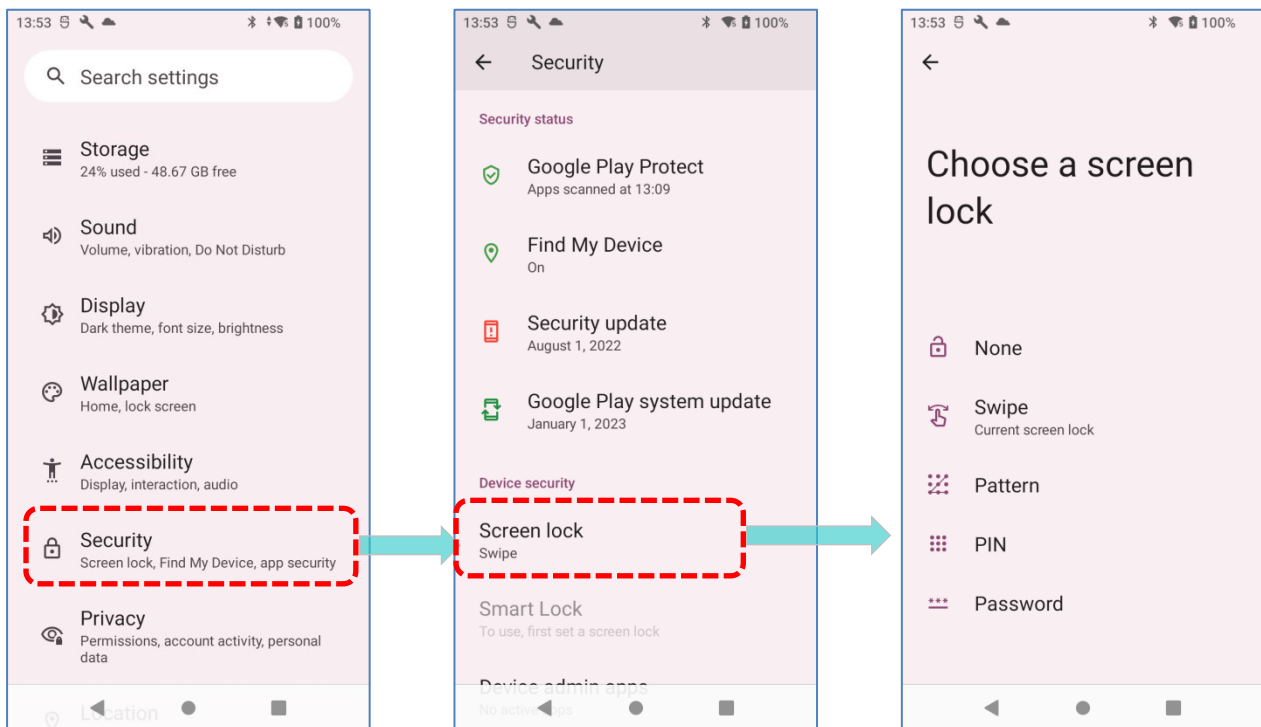 13:53 100%
Search settings
Storage
24% used - 48.67 GB free
Sound
Volume, vibration, Do Not Disturb
Display
Dark theme, font size, brightness
Wallpaper
Home, lock screen
Accessibility
Display, interaction, audio
Security
Screen lock, Find My Device, app security
Privacy
Permissions, account activity, personal
data
Location
13:53 100%
Security
Security status
Google Play Protect
Apps scanned at 13:09
Find My Device
On
Security update
August 1, 2022
Google Play system update
January 1, 2023
Device security
Screen lock
Swipe
Smart Lock
To use, first set a screen lock
Device admin apps
No active apps
13:53 100%
Choose a screen
lock
None
Swipe
Current screen lock
Pattern
PIN
Password